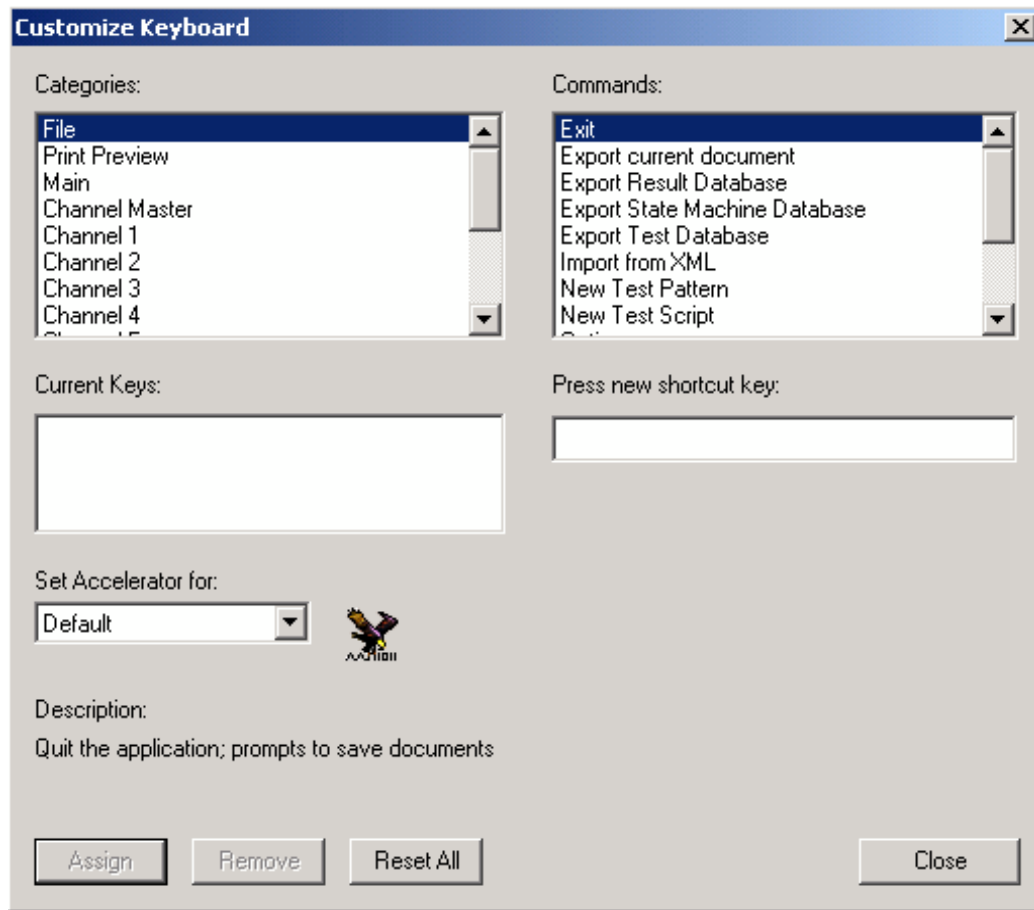 Customize Keyboard
Categories:
Commands:
File
Print Preview
Main
Channel Master
Channel 1
Channel 2
Channel 3
Channel 4
Exit
Export current document
Export Result Database
Export State Machine Database
Export Test Database
Import from XML
New Test Pattern
New Test Script
Current Keys:
Press new shortcut key:
Set Accelerator for:
Default
Description:
Quit the application; prompts to save documents
Assign
Remove
Reset All
Close